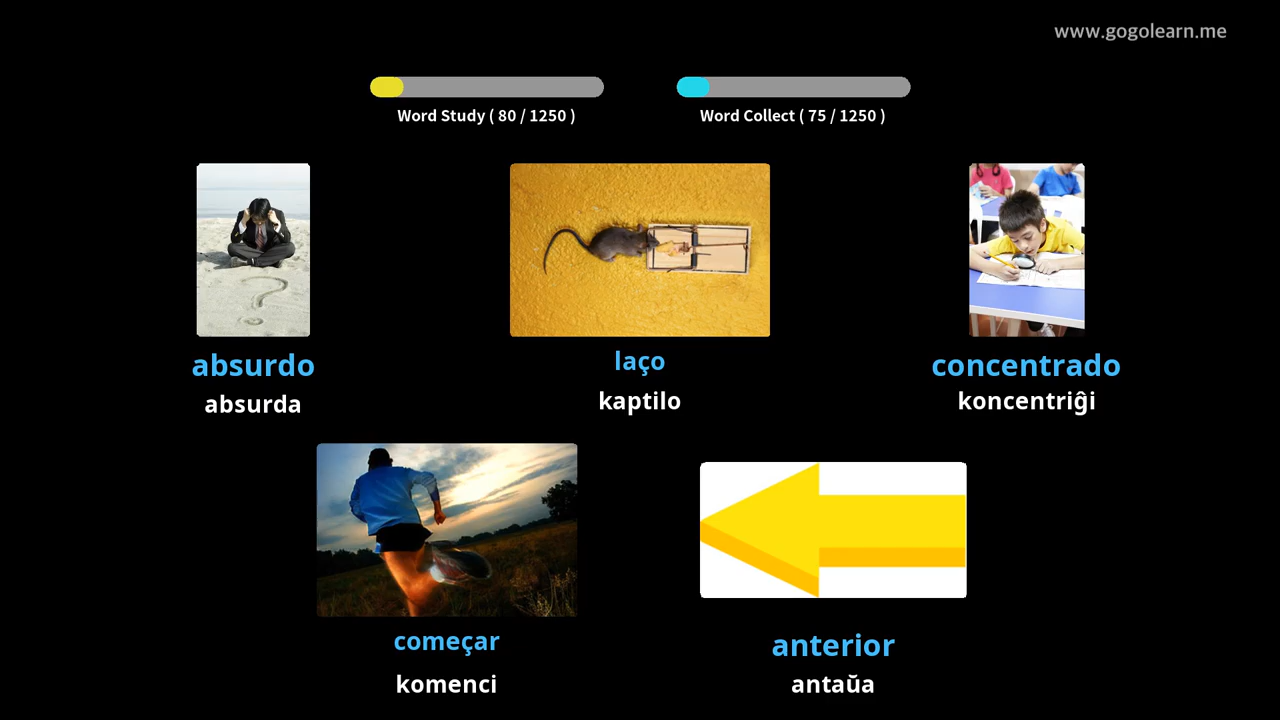 www.gogolearn.me
Word Study ( 80 / 1250 )
Word Collect ( 75 / 1250 )
absurdo
absurda
laço
kaptilo
concentrado
koncentriĝi
começar
komenci
anterior
antaŭa